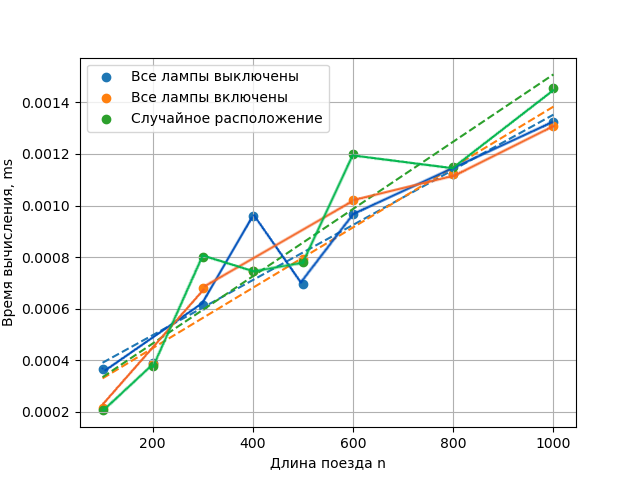 Все лампы выключены
Все лампы включены
Случайное расположение
Время вычисления, ms
0.0014
0.0012
0.0010
0.0008
0.0006
0.0004
0.0002
200 400 600 800 1000
Длина поезда n